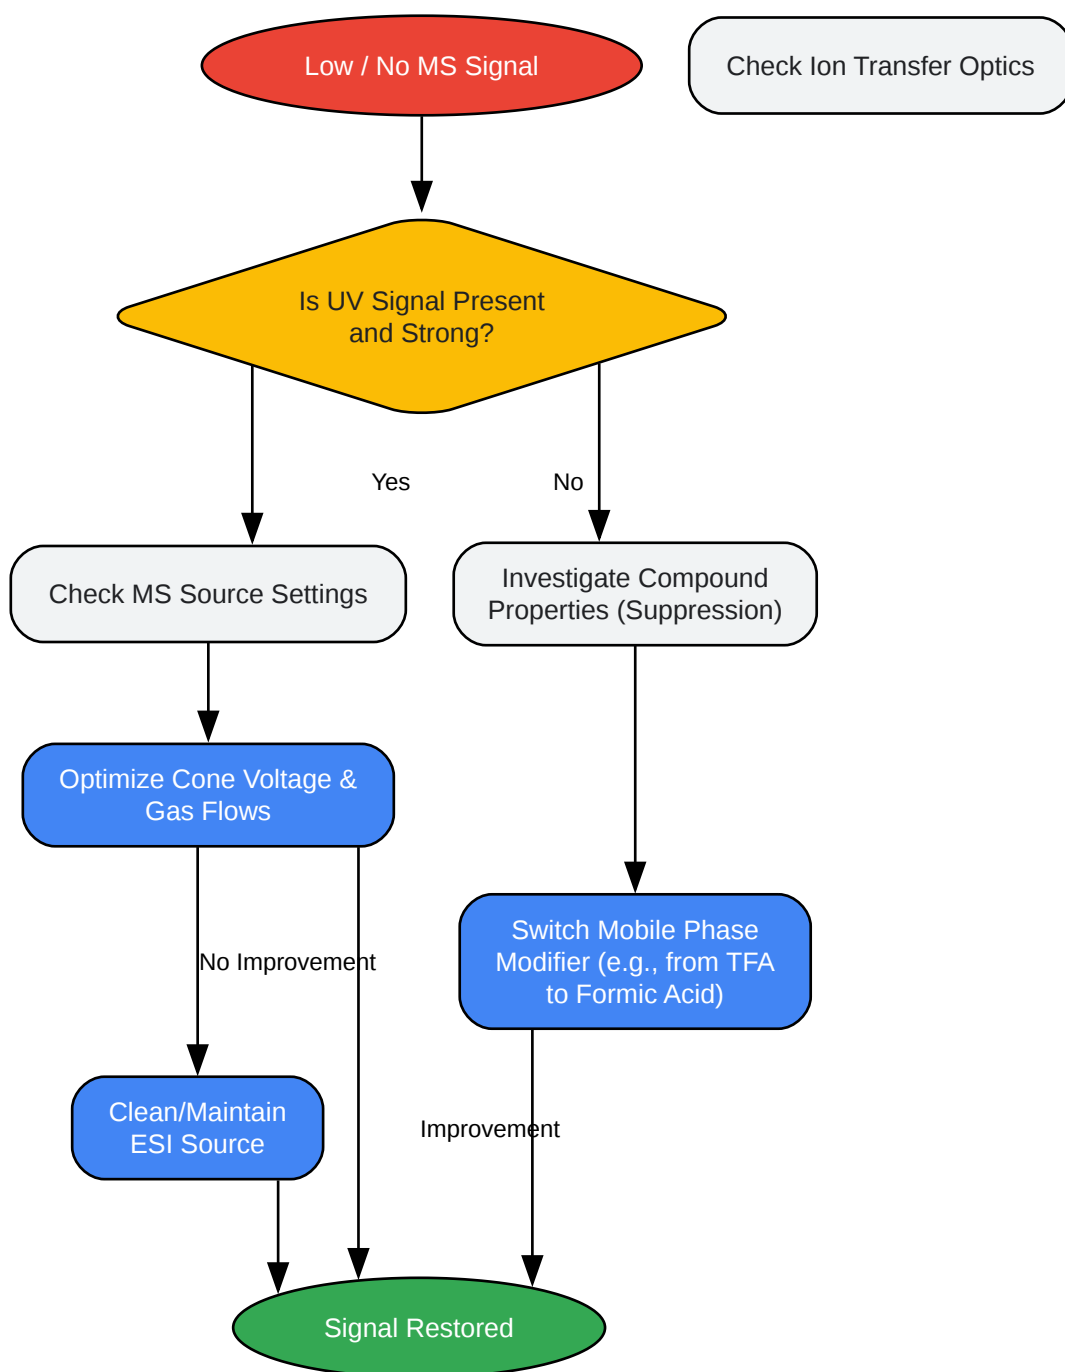 Low / No MS Signal
Check Ion Transfer Optics
Is UV Signal Present
and Strong?
Yes
No
Check MS Source Settings
Investigate Compound
Properties (Suppression)
Optimize Cone Voltage &
Gas Flows
Switch Mobile Phase
Modifier (e.g., from TFA
to Formic Acid)
No Improvement
Clean/Maintain
ESI Source
Improvement
Signal Restored